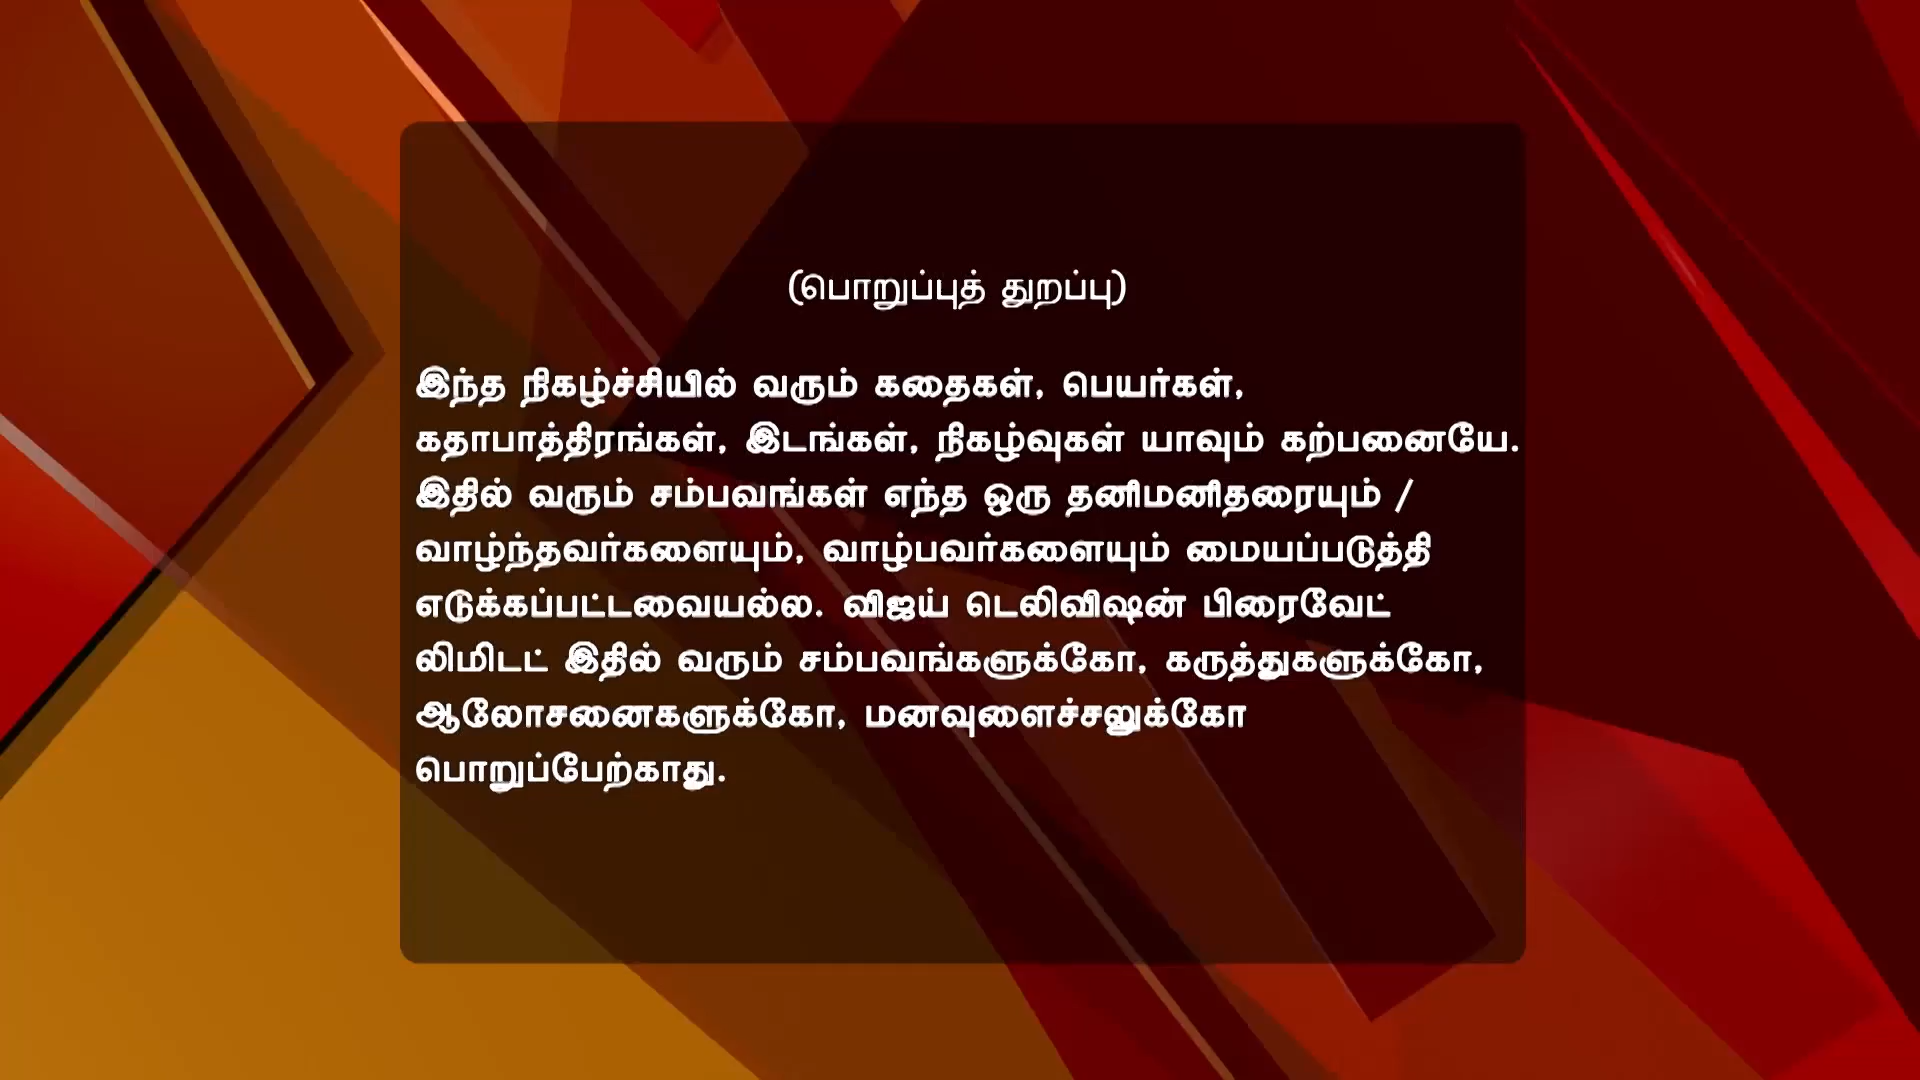 (பொறுப்புத் துறப்பு)
இந்த நிகழ்ச்சியில் வரும் கதைகள், பெயர்கள்,
கதாபாத்திரங்கள், இடங்கள், நிகழ்வுகள் யாவும் கற்பனையே.
இதில் வரும் சம்பவங்கள் எந்த ஒரு தனிமனிதரையும் /
வாழ்ந்தவர்களையும், வாழ்பவர்களையும் மையப்படுத்தி
எடுக்கப்பட்டவையல்ல. விஜய் டெலிவிஷன் பிரைவேட்
லிமிடட் இதில் வரும் சம்பவங்களுக்கோ, கருத்துகளுக்கோ,
ஆலோசனைகளுக்கோ, மனவுளைச்சலுக்கோ
பொறுப்பேற்காது.